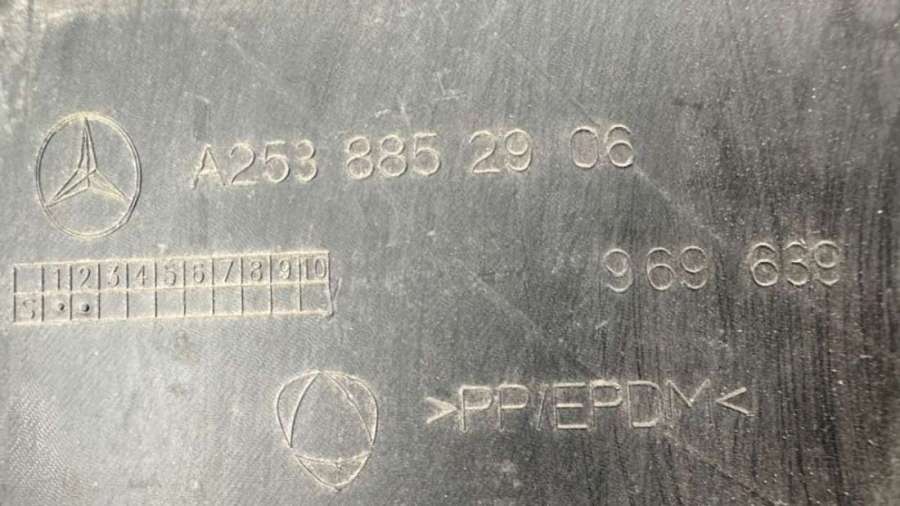 A253 885 29 06
969 639
1 2 3 4 5 6 7 8 9 10
S • •
>PP/EPDM<